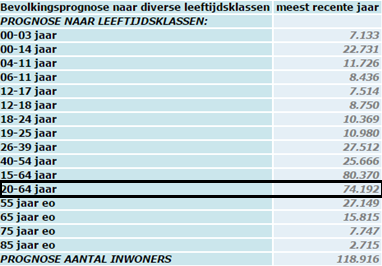 Bevolkingsprognose naar diverse leeftijdsklassen meest recente jaar
PROGNOSE NAAR LEEFTIJDSKLASSEN:
00-03 jaar 7.133
00-14 jaar 22.731
04-11 jaar 11.726
06-11 jaar 8.436
12-17 jaar 7.514
12-18 jaar 8.750
18-24 jaar 10.369
19-25 jaar 10.980
26-39 jaar 27.512
40-54 jaar 25.666
15-64 jaar 80.370
20-64 jaar 74.192
55 jaar eo 27.149
65 jaar eo 15.815
75 jaar eo 7.747
85 jaar eo 2.715
PROGNOSE AANTAL INWONERS 118.916